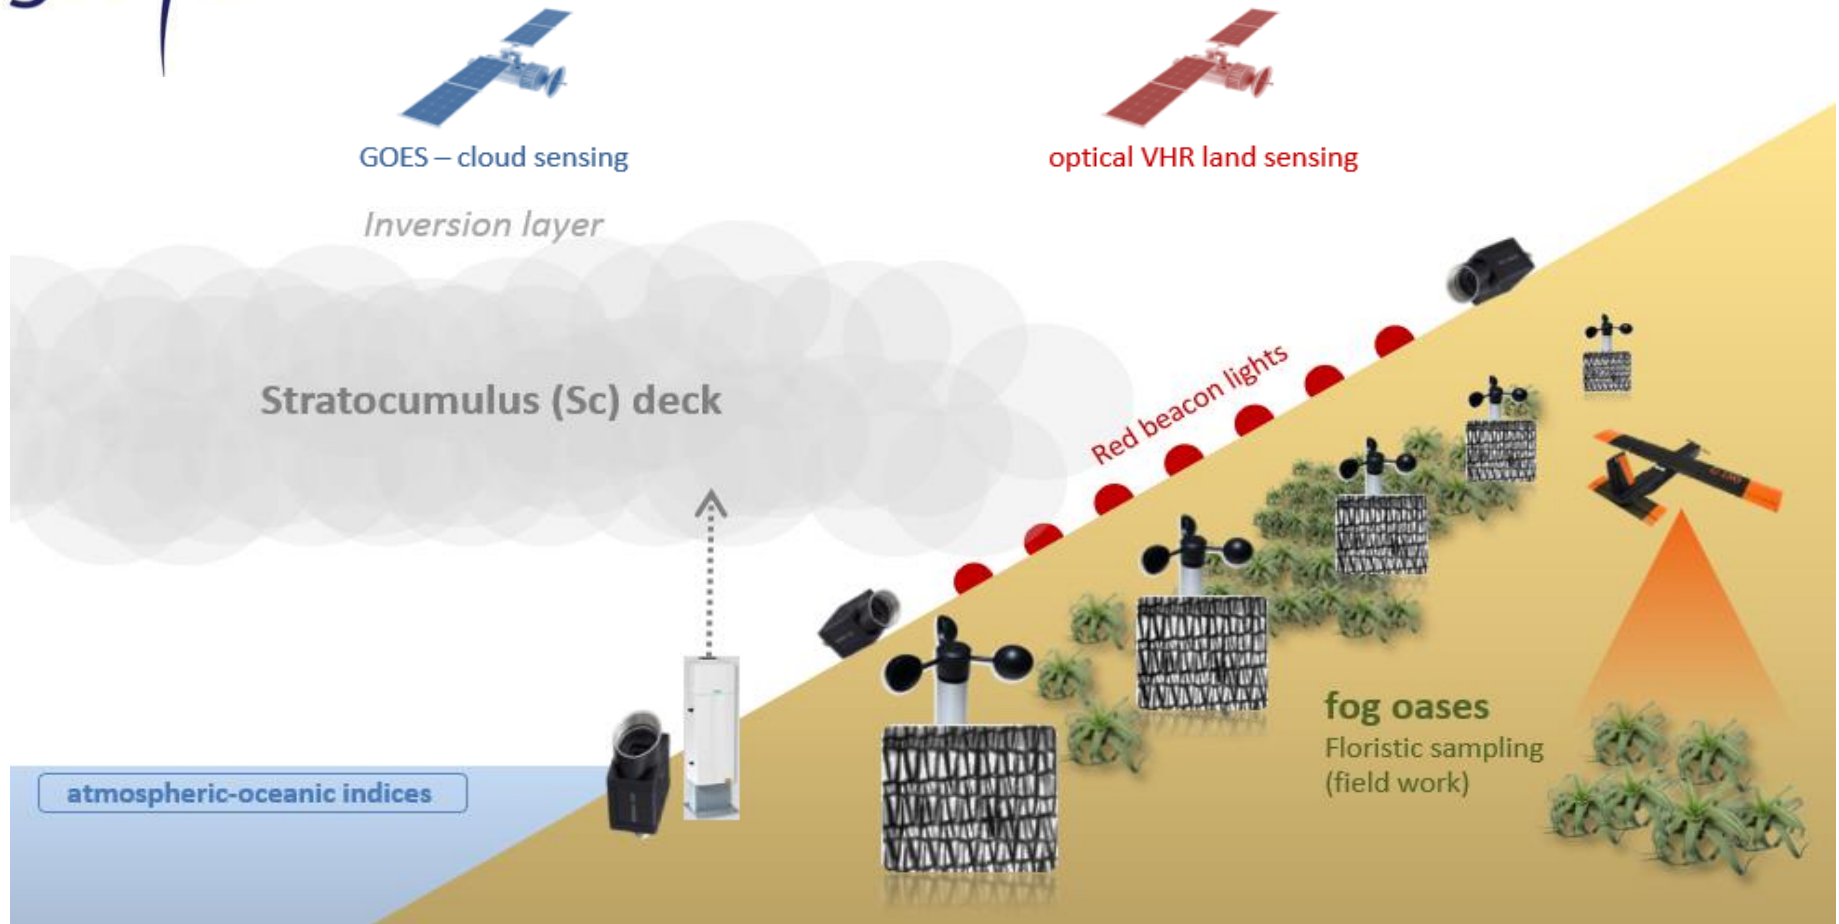 GOES – cloud sensing
optical VHR land sensing
Inversion layer
Stratocumulus (Sc) deck
Red beacon lights
fog oases
Floristic sampling
(field work)
atmospheric-oceanic indices